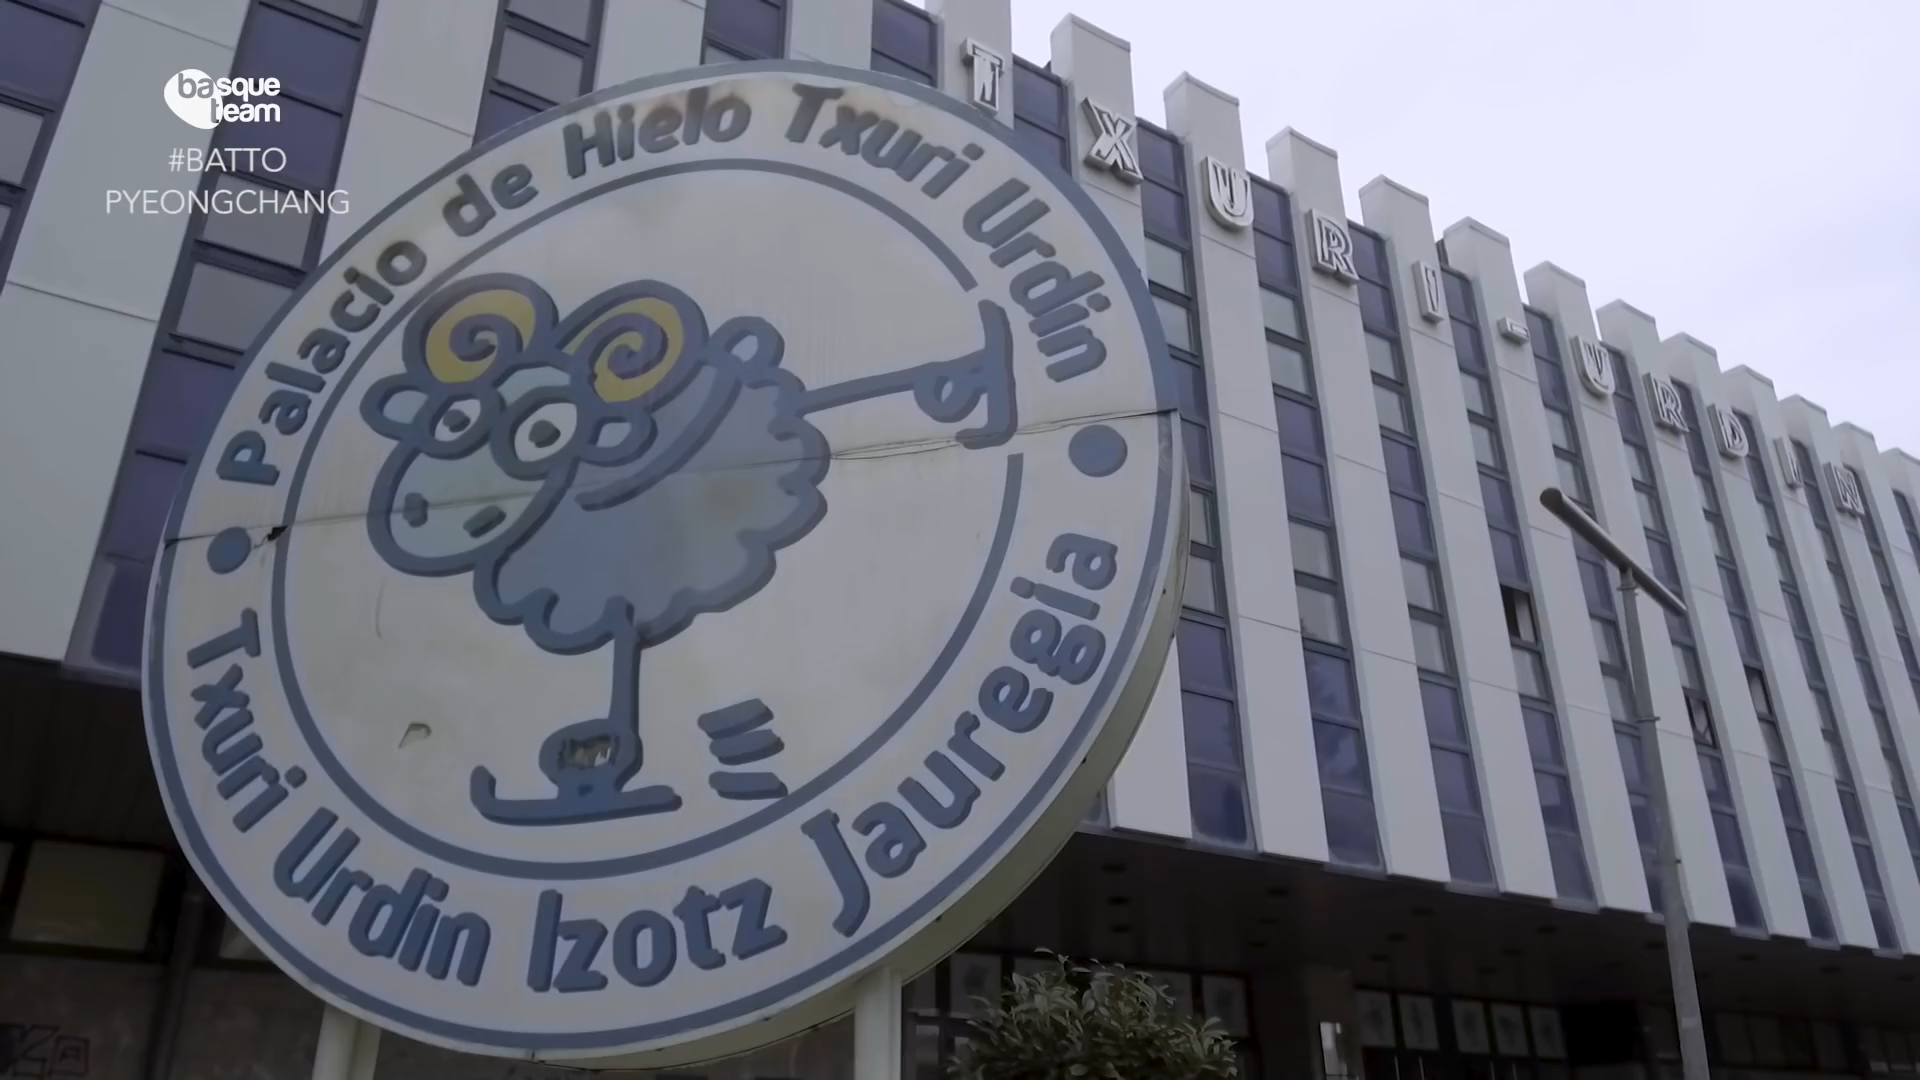 basque
team
#BATTO
PYEONGCHANG
Palacio de Hielo Txuri Urdin
Txuri Urdin Izotz Jauregia
TXURI-URDIN